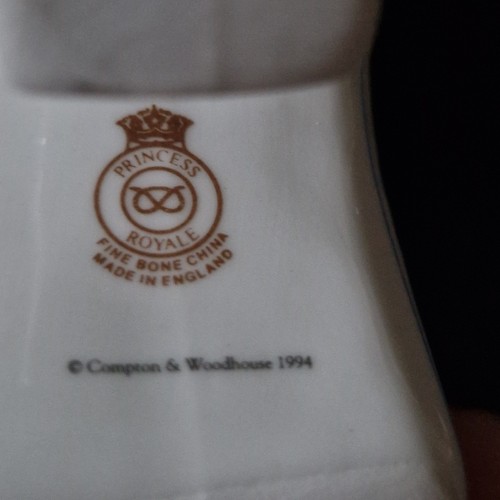 PRINCESS
ROYALE
FINE BONE CHINA
MADE IN ENGLAND
© Compton & Woodhouse 1994